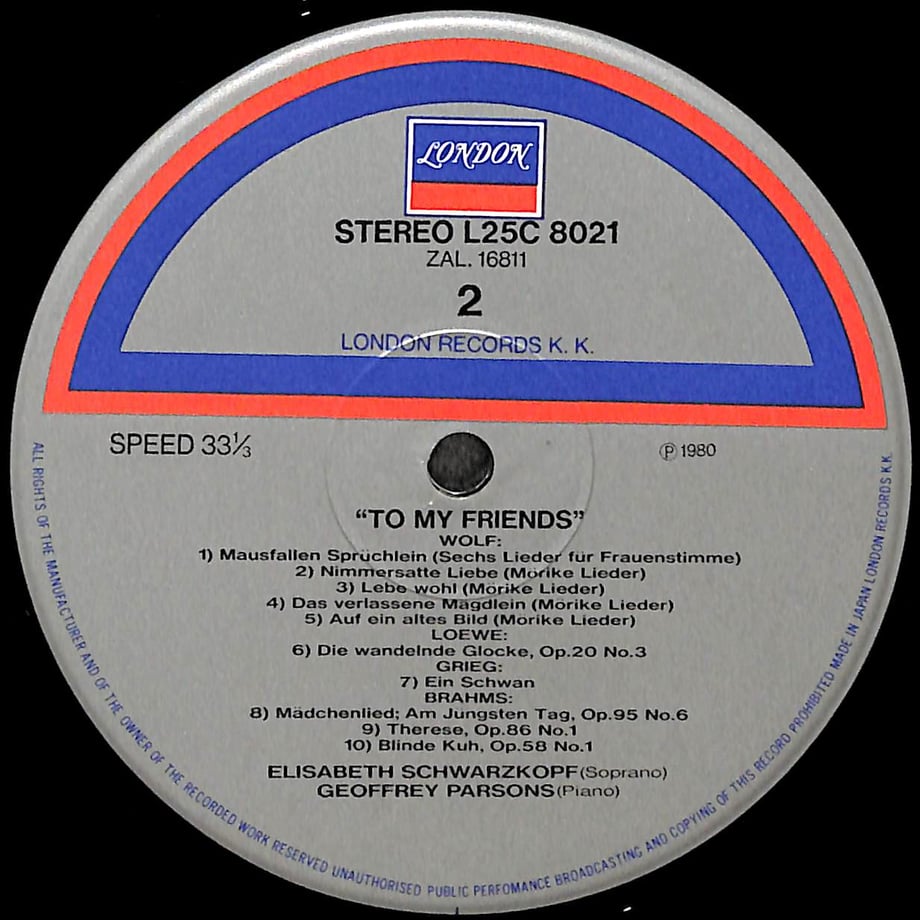 LONDON
STEREO L25C 8021
ZAL. 16811
2
LONDON RECORDS K. K.
SPEED 33⅓
℗ 1980
“TO MY FRIENDS”
WOLF:
1) Mausfallen Sprüchlein (Sechs Lieder für Frauenstimme)
2) Nimmersatte Liebe (Mörike Lieder)
3) Lebe wohl (Mörike Lieder)
4) Das verlassene Mägdlein (Mörike Lieder)
5) Auf ein altes Bild (Mörike Lieder)
LOEWE:
6) Die wandelnde Glocke, Op.20 No.3
GRIEG:
7) Ein Schwan
BRAHMS:
8) Mädchenlied; Am Jüngsten Tag, Op.95 No.6
9) Therese, Op.86 No.1
10) Blinde Kuh, Op.58 No.1
ELISABETH SCHWARZKOPF(Soprano)
GEOFFREY PARSONS(Piano)
ALL RIGHTS OF THE MANUFACTURER AND OF THE OWNER OF THE RECORDED WORK RESERVED UNAUTHORISED PUBLIC PERFOMANCE BROADCASTING AND COPYING OF THIS RECORD PROHIBITED MADE IN JAPAN LONDON RECORDS K.K.